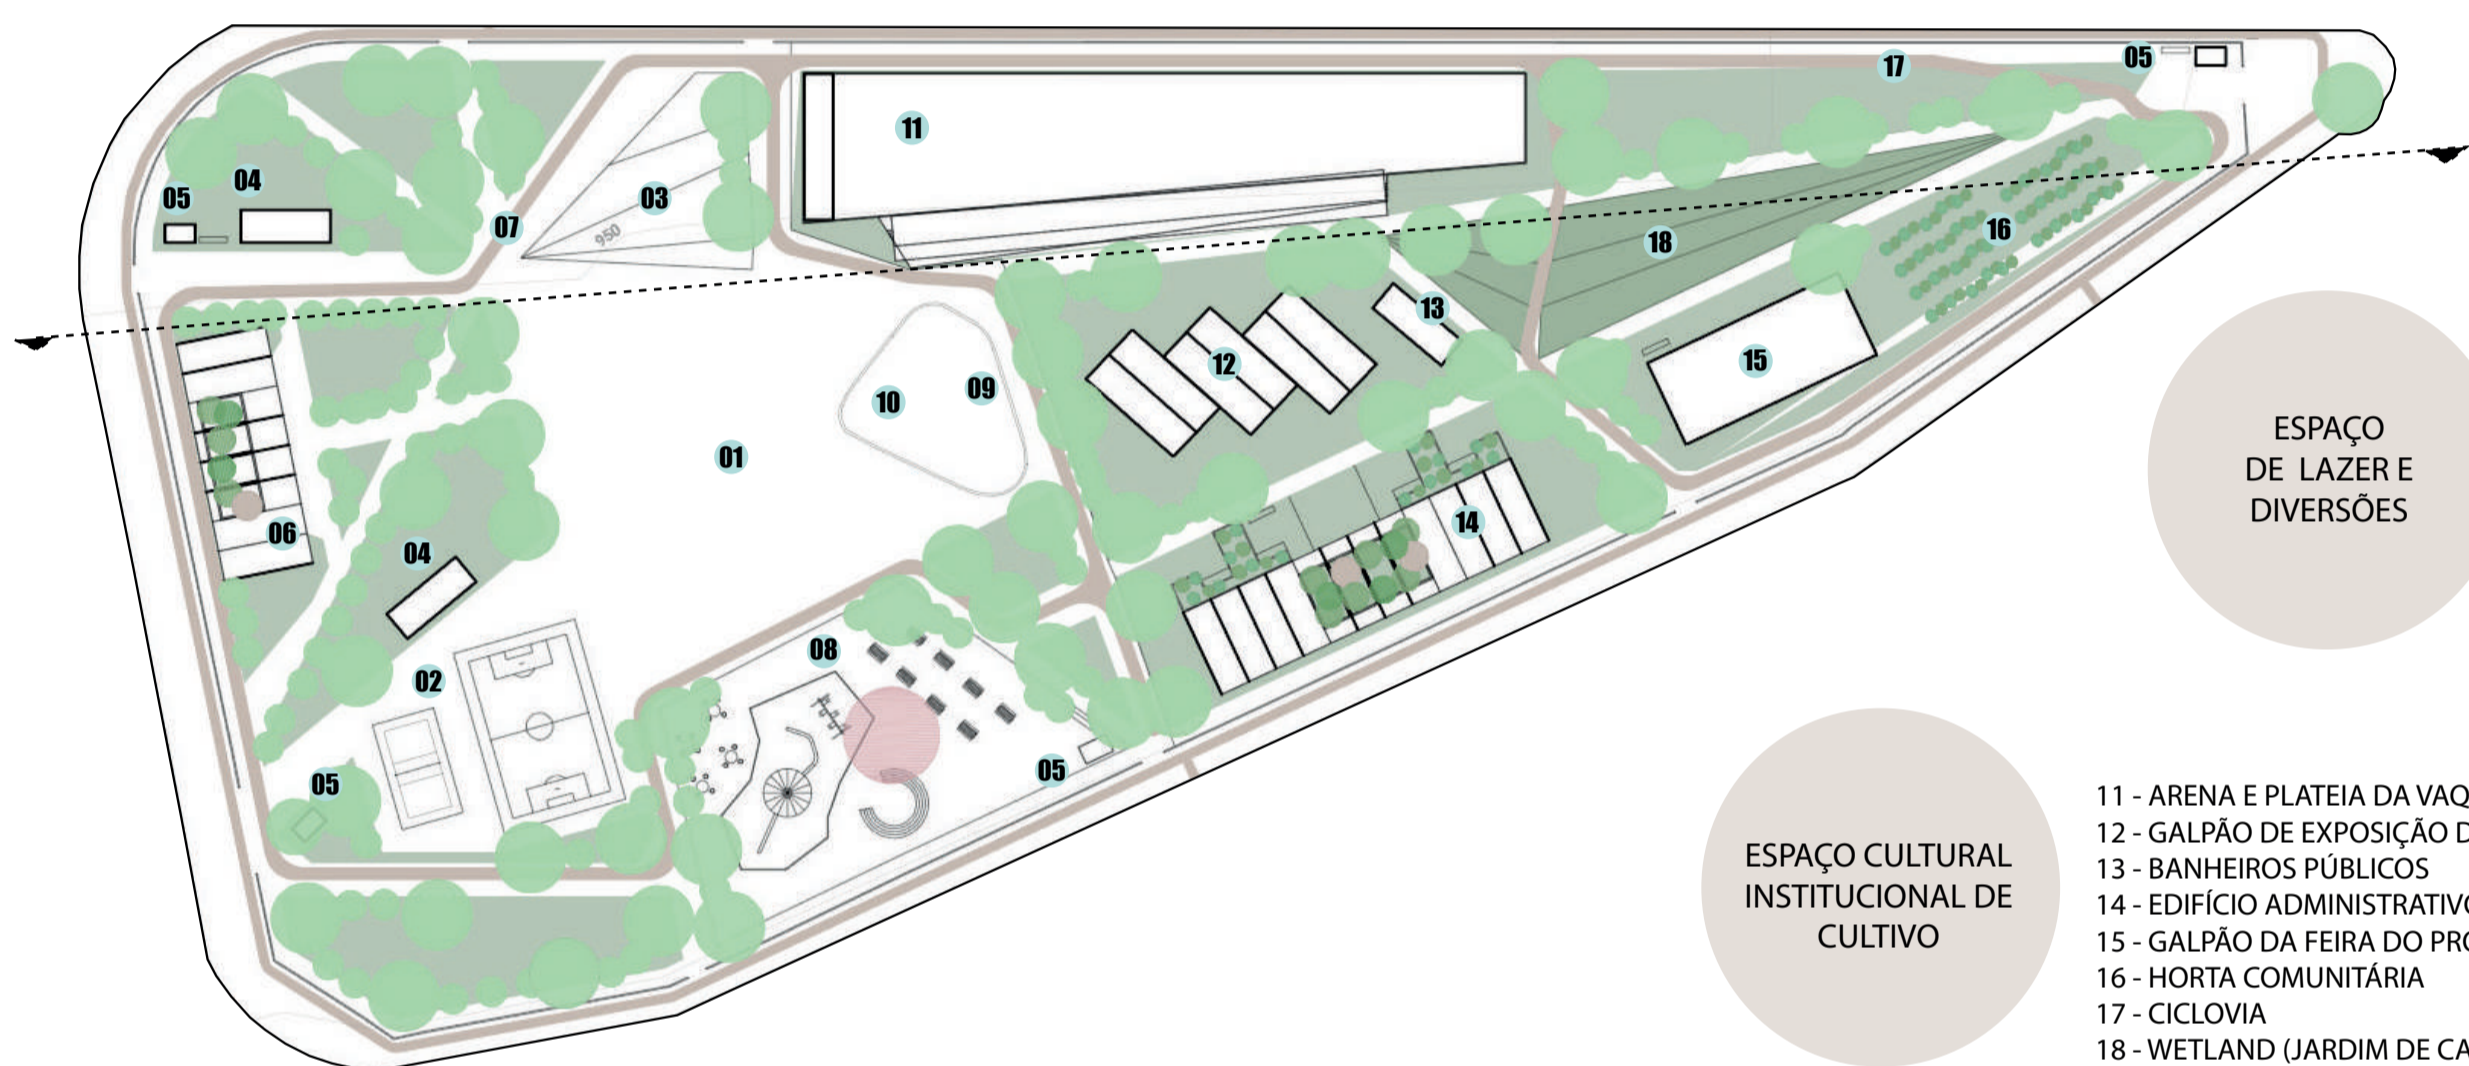 05
17
11
04
05
03
07
950
16
18
13
12
15
09
10
01
06
14
04
08
02
05
05
ESPAÇO
DE LAZER E
DIVERSÕES
ESPAÇO CULTURAL
INSTITUCIONAL DE
CULTIVO
11 - ARENA E PLATEIA DA
12 - GALPÃO DE EXPOSIÇÃO
13 - BANHEIROS PÚBLICOS
14 - EDIFÍCIO
15 - GALPÃO DA FEIRA DO
16 - HORTA COMUNITÁRIA
17 - CICLOVIA
18 - WETLAND (JARDIM DE